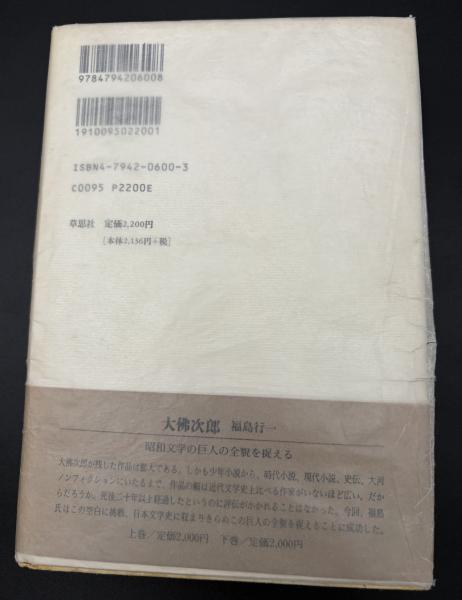 9784794206008
1910095022001
ISBN4-7942-0600-3
C0095 P2200E
草思社 定価2,200円
[本体2,136円+税]
大佛次郎 福島行一
昭和文学の巨人の全貌を捉える
大佛次郎が残した作品は厖大である。しかも少年小説から、時代小説、現代小説、史伝、大河
ノンフィクションにいたるまで、作品の幅は近代文学史上比べる作家がいないほど広い。だか
らだろうか。死後二十年以上経過したというのに評伝がかかれることはなかった。今回、福島
氏はこの空白に挑戦、日本文学史に収まりきらぬこの巨人の全貌を捉えることに成功した。
上巻/定価2,000円 下巻/定価2,000円